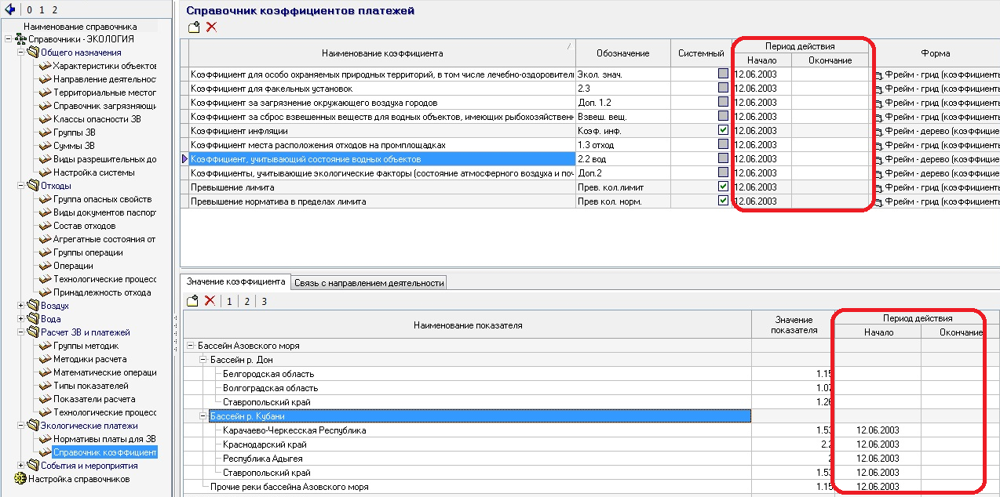 0 1 2
Наименование справочника
Справочники - ЭКОЛОГИЯ
Общего назначения
Характеристики объектов
Направление деятельнос
Территориальные местог
Справочник загрязняющи
Классы опасности ЗВ
Группы ЗВ
Суммы ЗВ
Виды разрешительных до
Настройка системы
Отходы
Группа опасных свойств
Виды документов паспорт
Состав отходов
Агрегатные состояния от
Группы операции
Операции
Технологические процесс
Принадлежность отхода
Воздух
Вода
Расчет ЗВ и платежей
Группы методик
Методики расчета
Математические операци
Типы показателей
Показатели расчета
Технологические процесс
Экологические платежи
Нормативы платы для ЗВ
Справочник коэффициент
События и мероприятия
Настройка справочников
Справочник коэффициентов платежей
Наименование коэффициента Обозначение Системный Период действия Форма
Начало Окончание
Коэффициент для особо охраняемых природных территорий, в том числе лечебно-оздоровител Экол. знач. 12.06.2003 Фрейм - грид (коэффициенть
Коэффициент для факельных установок 2.3 12.06.2003 Фрейм - грид (коэффициенть
Коэффициент за загрязнение окружающего воздуха городов Доп. 1.2 12.06.2003 Фрейм - грид (коэффициенть
Коэффициент за сброс взвешенных веществ для водных объектов, имеющих рыбохозяйствен Взвеш. вещ. 12.06.2003 Фрейм - грид (коэффициенть
Коэффициент инфляции Коэф. инф. 12.06.2003 Фрейм - дерево (коэффицие
Коэффициент места расположения отходов на промплощадках 1.3 отход 12.06.2003 Фрейм - грид (коэффициенть
Коэффициент, учитывающий состояние водных объектов 2.2 вод 12.06.2003 Фрейм - дерево (коэффицие
Коэффициенты, учитывающие экологические факторы (состояние атмосферного воздуха и поч Доп.2 12.06.2003 Фрейм - дерево (коэффицие
Превышение лимита Прев. кол.лимит 12.06.2003 Фрейм - грид (коэффициенть
Превышение норматива в пределах лимита Прев кол. норм. 12.06.2003 Фрейм - грид (коэффициенть
Значение коэффициента Связь с направлением деятельности
1 2 3
Наименование показателя Значение показателя Период действия
Начало Окончание
Бассейн Азовского моря
Бассейн р. Дон
Белгородская область 1.15
Волгоградская область 1.07
Ставропольский край 1.26
Бассейн р. Кубани
Карачаево-Черкесская Республика 1.53 12.06.2003
Краснодарский край 2.2 12.06.2003
Республика Адыгея 2 12.06.2003
Ставропольский край 1.53 12.06.2003
Прочие реки бассейна Азовского моря 1.15 12.06.2003